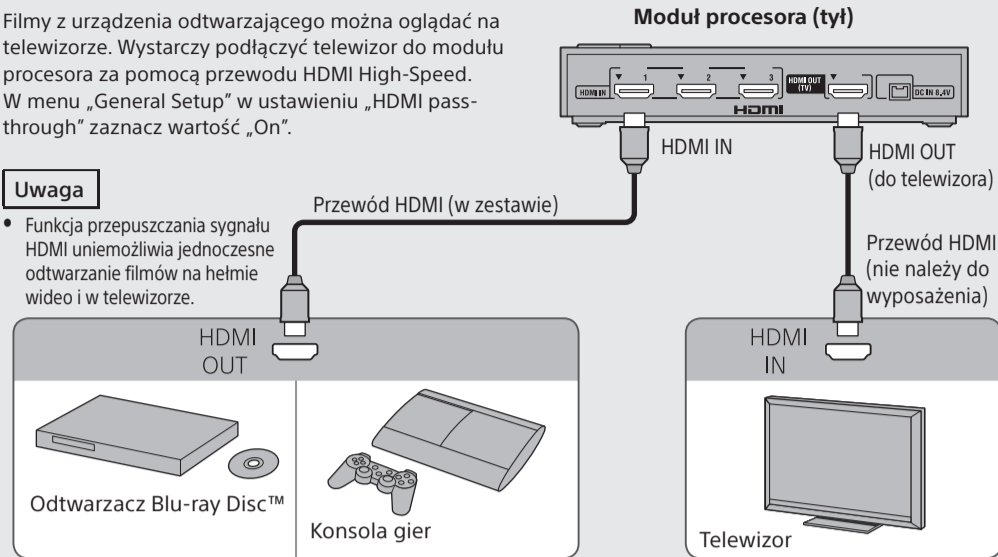 Filmy z urządzenia odtwarzającego można oglądać na
telewizorze. Wystarczy podłączyć telewizor do modułu
procesora za pomocą przewodu HDMI High-Speed.
W menu „General Setup” w ustawieniu „HDMI pass-
through” zaznacz wartość „On”.
Uwaga
• Funkcja przepuszczania sygnału
HDMI uniemożliwia jednoczesne
odtwarzanie filmów na hełmie
wideo i w telewizorze.
Moduł procesora (tył)
HDMI IN
1
2
3
HDMI OUT
(TV)
DC IN 8.4V
HDMI
HDMI IN
HDMI OUT
(do telewizora)
Przewód HDMI (w zestawie)
Przewód HDMI
(nie należy do
wyposażenia)
HDMI
OUT
Odtwarzacz Blu-ray Disc™
Konsola gier
HDMI
IN
Telewizor